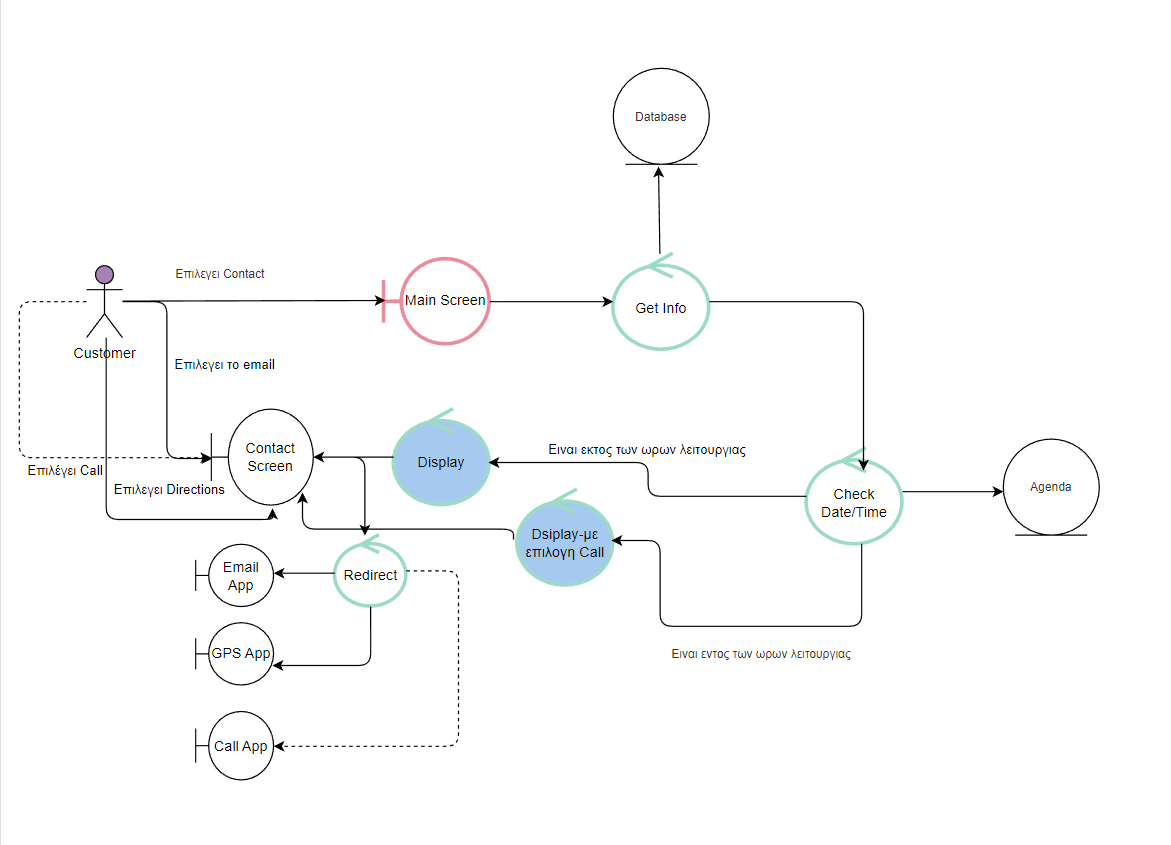 Database
Επιλεγει Contact
Main Screen
Get Info
Customer
Επιλεγει το email
Contact
Screen
Display
Ειναι εκτος των ωρων λειτουργιας
Επιλέγει Call
Επιλεγει Directions
Check
Date/Time
Agenda
Dsiplay-με
επιλογη Call
Email
App
Redirect
GPS App
Ειναι εντος των ωρων λειτουργιας
Call App